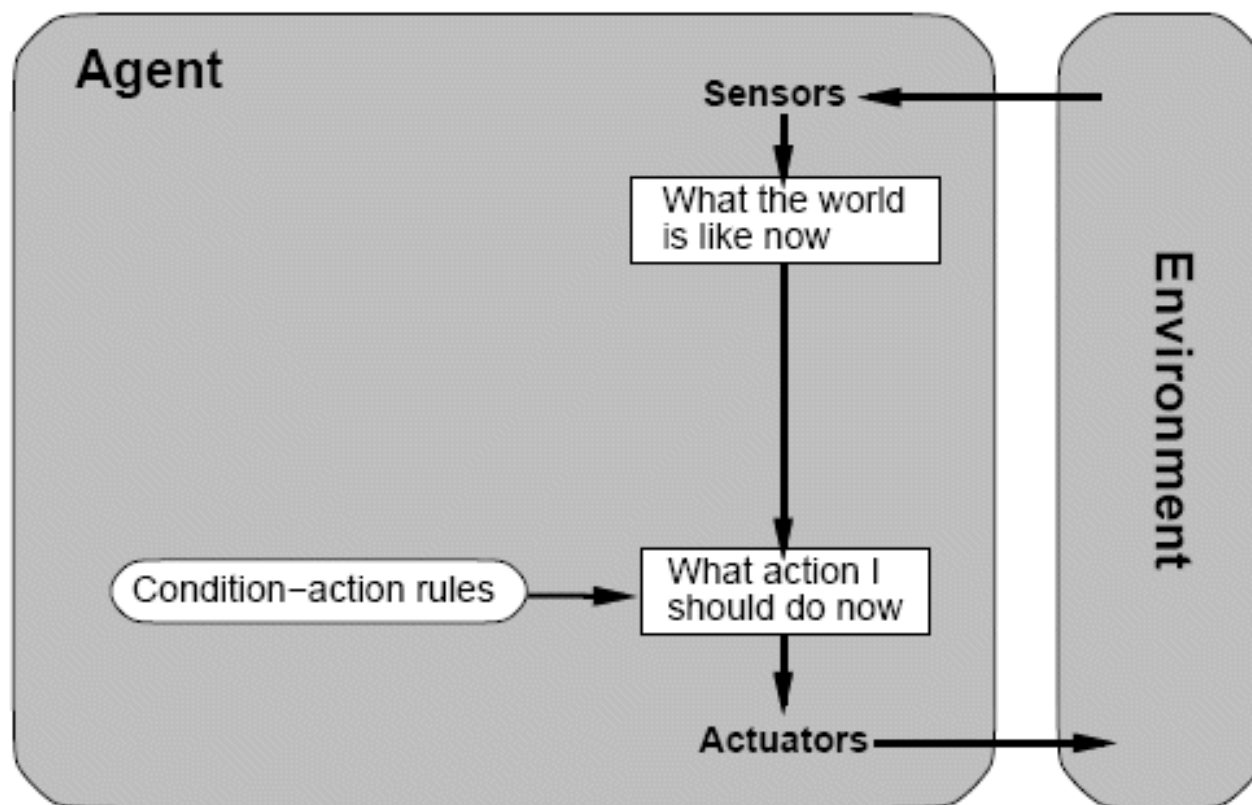 Agent
Sensors
What the world
is like now
Environment
Condition−action rules
What action I
should do now
Actuators